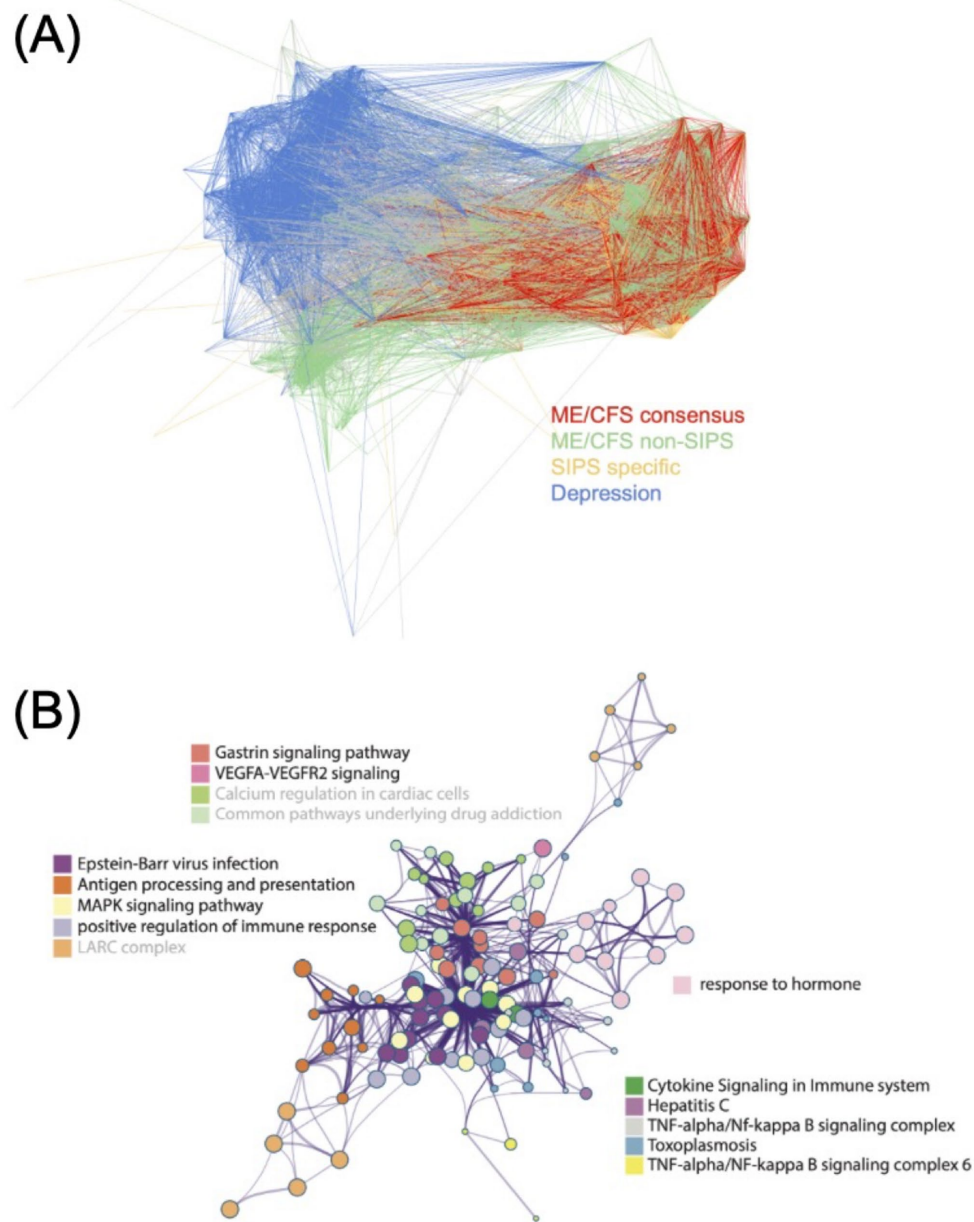 (A)
ME/CFS consensus
ME/CFS non-SIPS
SIPS specific
Depression
(B)
Gastrin signaling pathway
VEGFA-VEGFR2 signaling
Calcium regulation in cardiac cells
Common pathways underlying drug addiction
Epstein-Barr virus infection
Antigen processing and presentation
MAPK signaling pathway
positive regulation of immune response
LARC complex
response to hormone
Cytokine Signaling in Immune system
Hepatitis C
TNF-alpha/Nf-kappa B signaling complex
Toxoplasmosis
TNF-alpha/NF-kappa B signaling complex 6